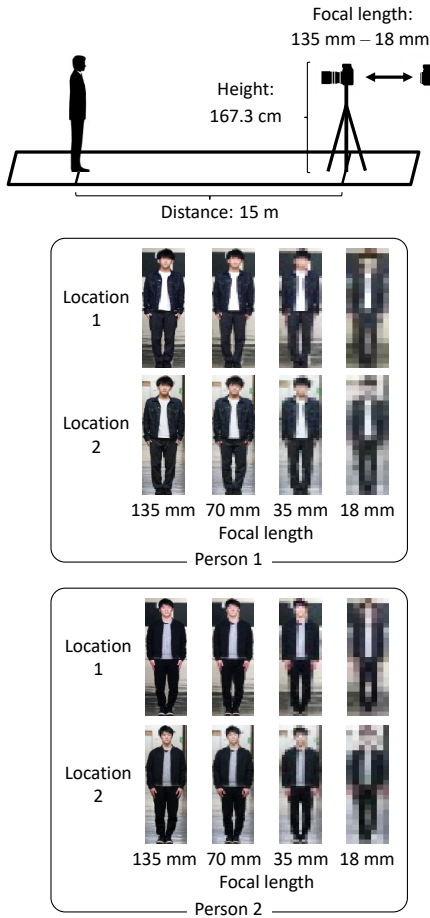 Focal length:
135 mm – 18 mm
Height:
167.3 cm
Distance: 15 m
Location
1
Location
2
135 mm 70 mm 35 mm 18 mm
Focal length
Person 1
Location
1
Location
2
135 mm 70 mm 35 mm 18 mm
Focal length
Person 2